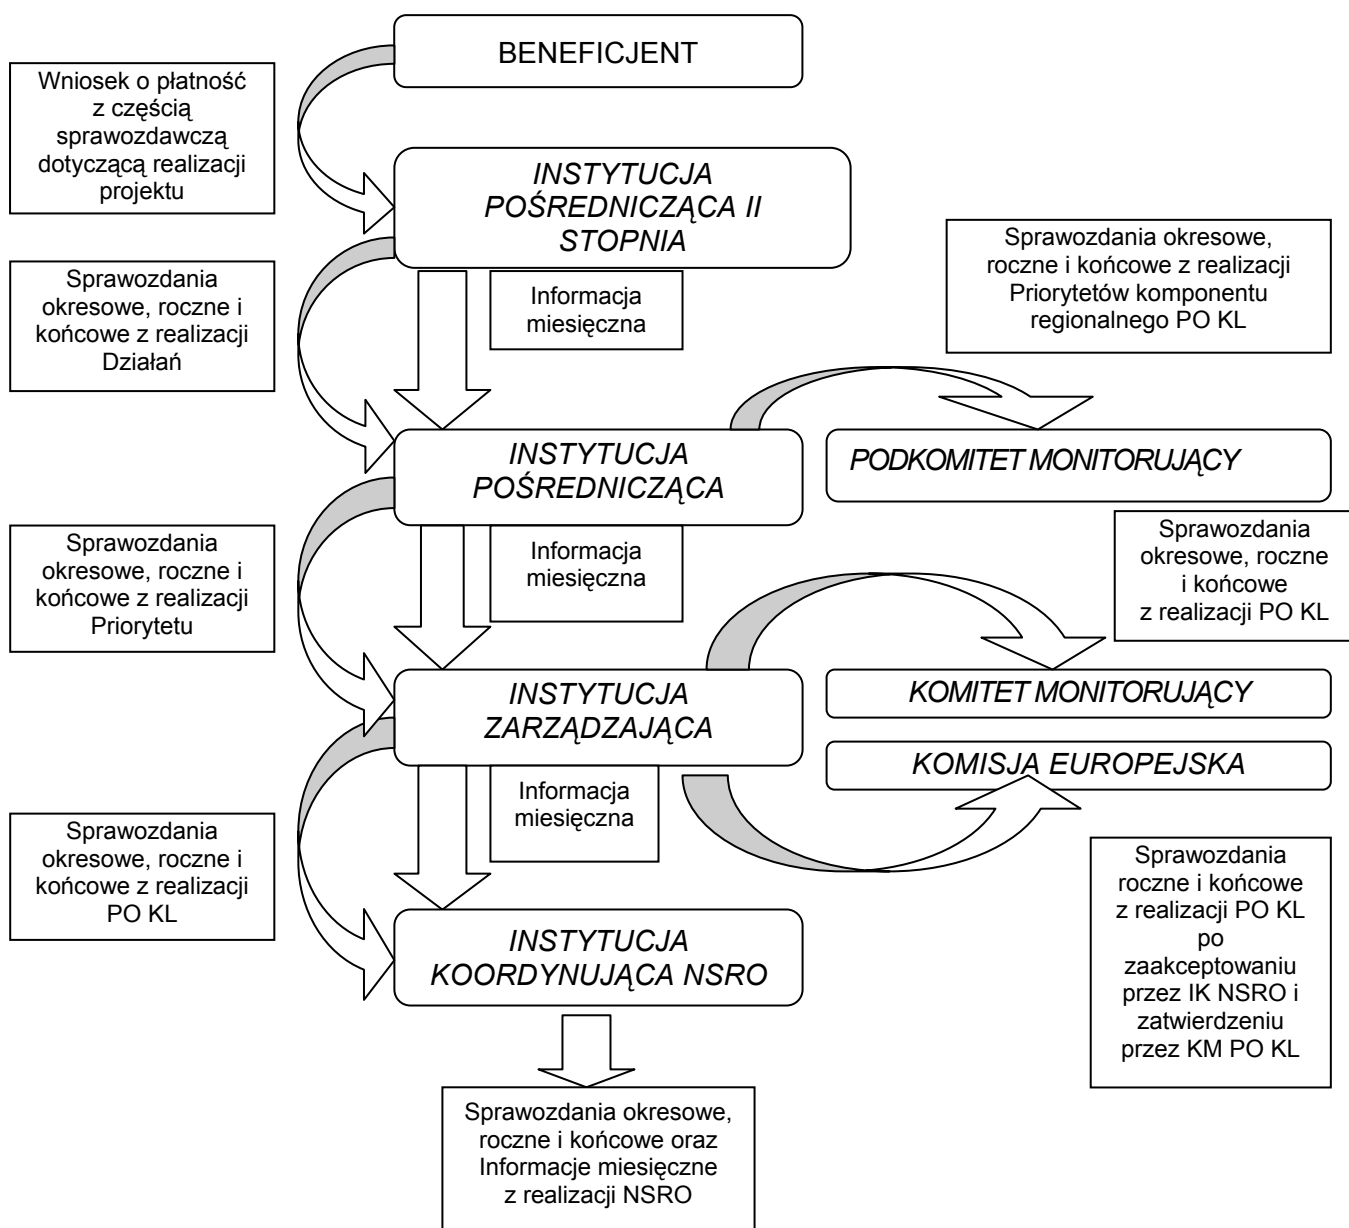 BENEFICJENT
Wniosek o płatność
z częścią
sprawozdawczą
dotyczącą realizacji
projektu
INSTYTUCJA
POŚREDNICZĄCA II
STOPNIA
Sprawozdania okresowe,
roczne i końcowe z realizacji
Priorytetów komponentu
regionalnego PO KL
Sprawozdania
okresowe, roczne i
końcowe z realizacji
Działań
Informacja
miesięczna
INSTYTUCJA
POŚREDNICZĄCA
PODKOMITET MONITORUJĄCY
Sprawozdania
okresowe, roczne i
końcowe z realizacji
Priorytetu
Informacja
miesięczna
Sprawozdania
okresowe, roczne
i końcowe
z realizacji PO KL
INSTYTUCJA
ZARZĄDZAJĄCA
KOMITET MONITORUJĄCY
KOMISJA EUROPEJSKA
Informacja
miesięczna
Sprawozdania
okresowe, roczne i
końcowe z realizacji
PO KL
Sprawozdania
roczne i końcowe
z realizacji PO KL
po
zaakceptowaniu
przez IK NSRO i
zatwierdzeniu
przez KM PO KL
INSTYTUCJA
KOORDYNUJĄCA NSRO
Sprawozdania okresowe,
roczne i końcowe oraz
Informacje miesięczne
z realizacji NSRO